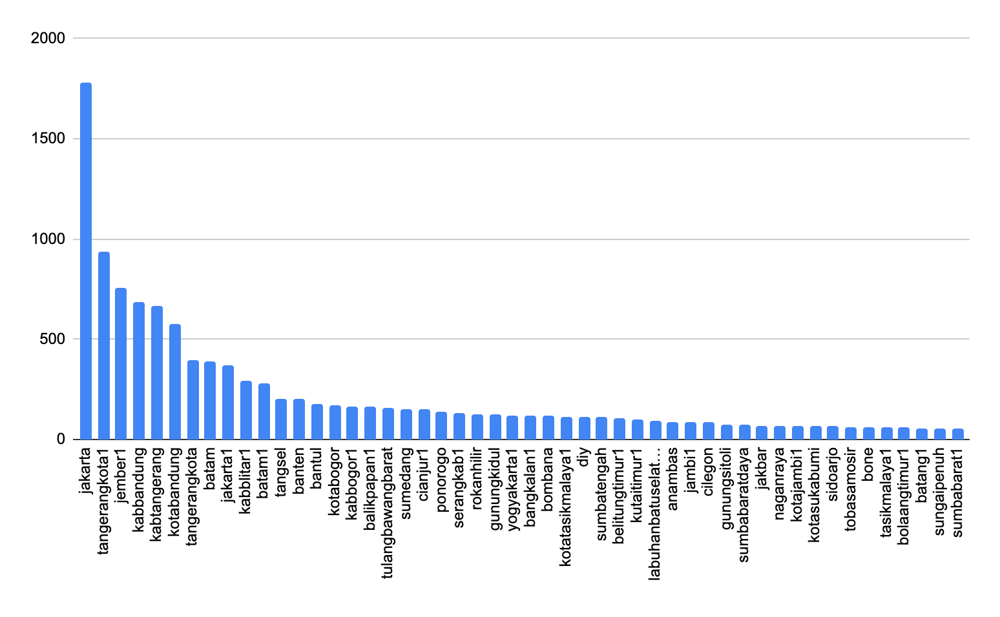 2000
1500
1000
500
0
jakarta
tangerangkota1
jember1
kabbandung
kabtangerang
kotabandung
tangerangkota
batam
jakarta1
kabblitar1
batam1
tangsel
banten
bantul
kotabogor
kabbogor1
balikpapan1
tulangbawangbarat
sumedang
cianjur1
ponorogo
serangkab1
rokanhilir
gunungkidul
yogyakarta1
bangkalan1
bombana
kotatasikmalaya1
diy
sumbatengah
belitungtimur1
kutaitimur1
labuhanbatuselat…
anambas
jambi1
cilegon
gunungsitoli
sumbabaratdaya
jakbar
naganraya
kotajambi1
kotasukabumi
sidoarjo
tobasamosir
bone
tasikmalaya1
bolaangtimur1
batang1
sungaipenuh
sumbabarat1